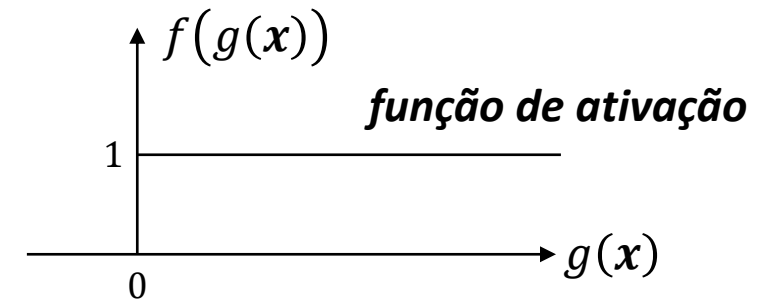 f(g(x))
função de ativação
1
g(x)
0